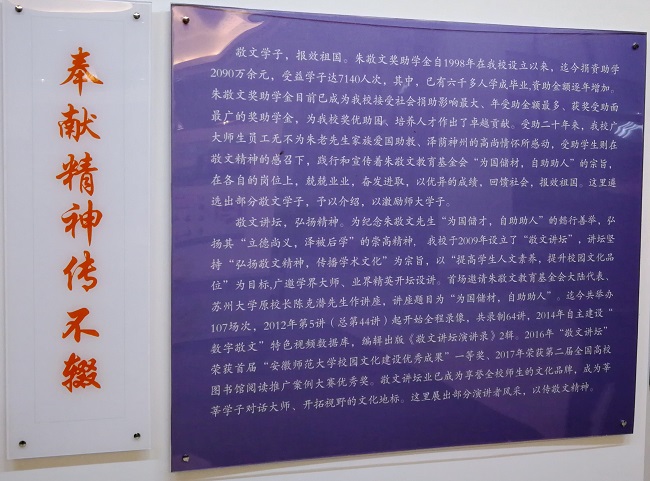 奉献精神传不辍
敬文学子，报效祖国。朱敬文奖助学金自1998年在我校设立以来，迄今捐资助学
2090万余元，受益学子达7140人次，其中，已有六千多人学成毕业,资助金额逐年增加。
朱敬文奖助学金目前已成为我校接受社会捐助影响最大、年受助金额最多、获奖受助面
最广的奖助学金，为我校奖优助困、培养人才作出了卓越贡献。受助二十年来，我校广
大师生员工无不为朱老先生家族爱国助教、泽荫神州的高尚情怀所感动，受助学生则在
敬文精神的感召下，践行和宣传着朱敬文教育基金会“为国储材，自助助人”的宗旨，
在各自的岗位上，兢兢业业，奋发进取，以优异的成绩，回馈社会，报效祖国。这里遴
选出部分敬文学子，予以介绍，以激励师大学子。
敬文讲坛，弘扬精神。为纪念朱敬文先生“为国储才，自助助人”的懿行善举，弘
扬其“立德尚义，泽被后学”的崇高精神，我校于2009年设立了“敬文讲坛”，讲坛坚
持“弘扬敬文精神，传播学术文化”为宗旨，以“提高学生人文素养，提升校园文化品
位”为目标,广邀学界大师、业界精英开坛设讲。首场邀请朱敬文教育基金会大陆代表、
苏州大学原校长陈克潜先生作讲座，讲座题目为“为国储材，自助助人”。迄今共举办
107场次，2012年第5讲（总第44讲）起开始全程录像，共录制64讲，2014年自主建设“
数字敬文”特色视频数据库，编辑出版《敬文讲坛演讲录》2辑。2016年“敬文讲坛”
荣获首届“安徽师范大学校园文化建设优秀成果”一等奖、2017年荣获第二届全国高校
图书馆阅读推广案例大赛优秀奖。敬文讲坛业已成为享誉全校师生的文化品牌，成为莘
莘学子对话大师、开拓视野的文化地标。这里展出部分演讲者风采，以传敬文精神。